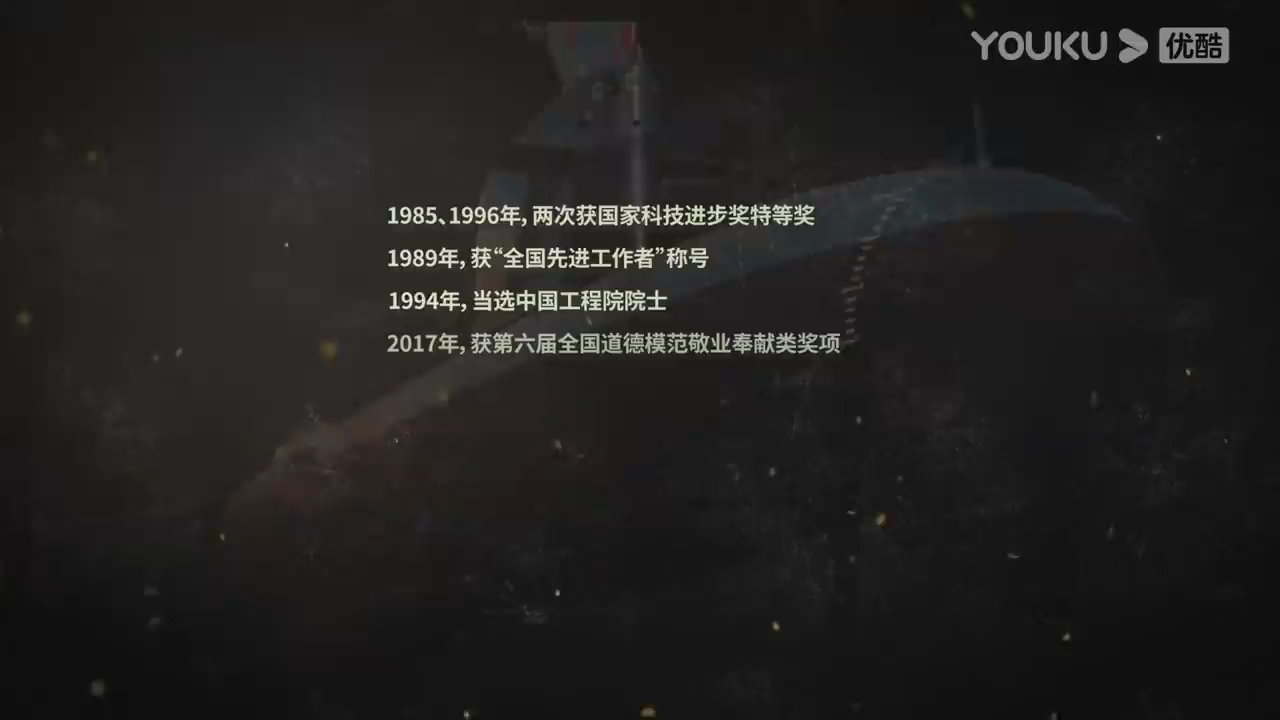 YOUKU 优酷
1985、1996年, 两次获国家科技进步奖特等奖
1989年, 获“全国先进工作者”称号
1994年, 当选中国工程院院士
2017年, 获第六届全国道德模范敬业奉献类奖项